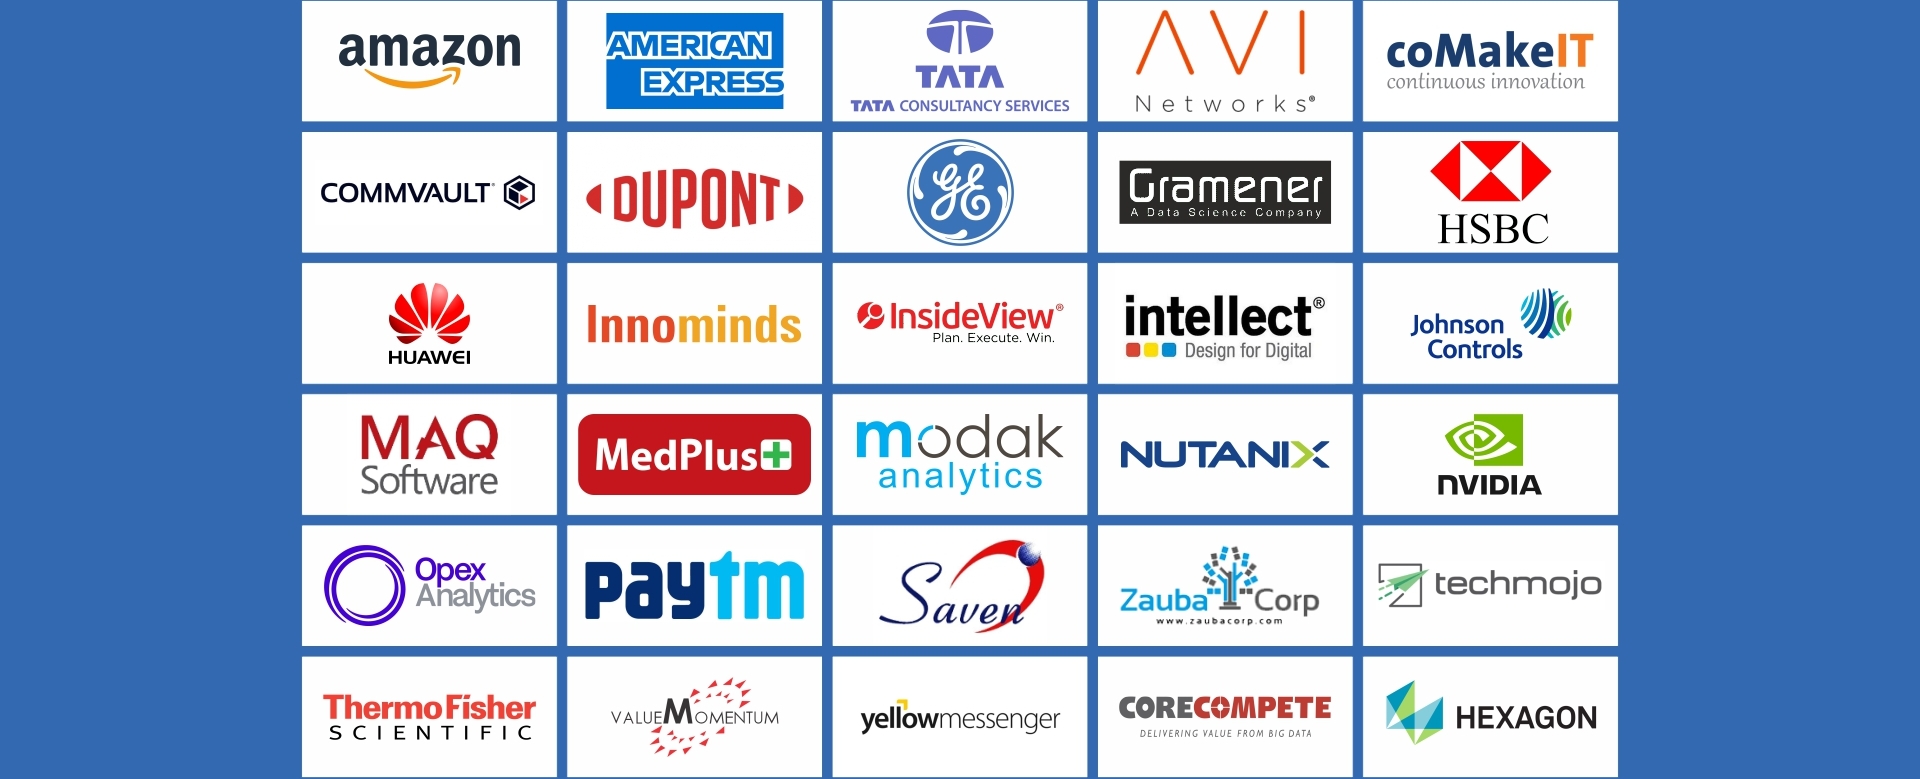 amazon
AMERICAN
EXPRESS
TATA
TATA CONSULTANCY SERVICES
AVI
Networks®
coMakeIT
continuous innovation
COMMVAULT
DUPONT
GE
Gramener
A Data Science Company
HSBC
HUAWEI
Innominds
InsideView®
Plan. Execute. Win.
intellect®
Design for Digital
Johnson
Controls
MAQ
Software
MedPlus
modak
analytics
NUTANIX
NVIDIA
Opex
Analytics
paytm
Saven
Zauba Corp
www.zaubacorp.com
techmojo
ThermoFisher
SCIENTIFIC
VALUEMOMENTUM
yellowmessenger
CORECOMPETE
DELIVERING VALUE FROM BIG DATA
HEXAGON